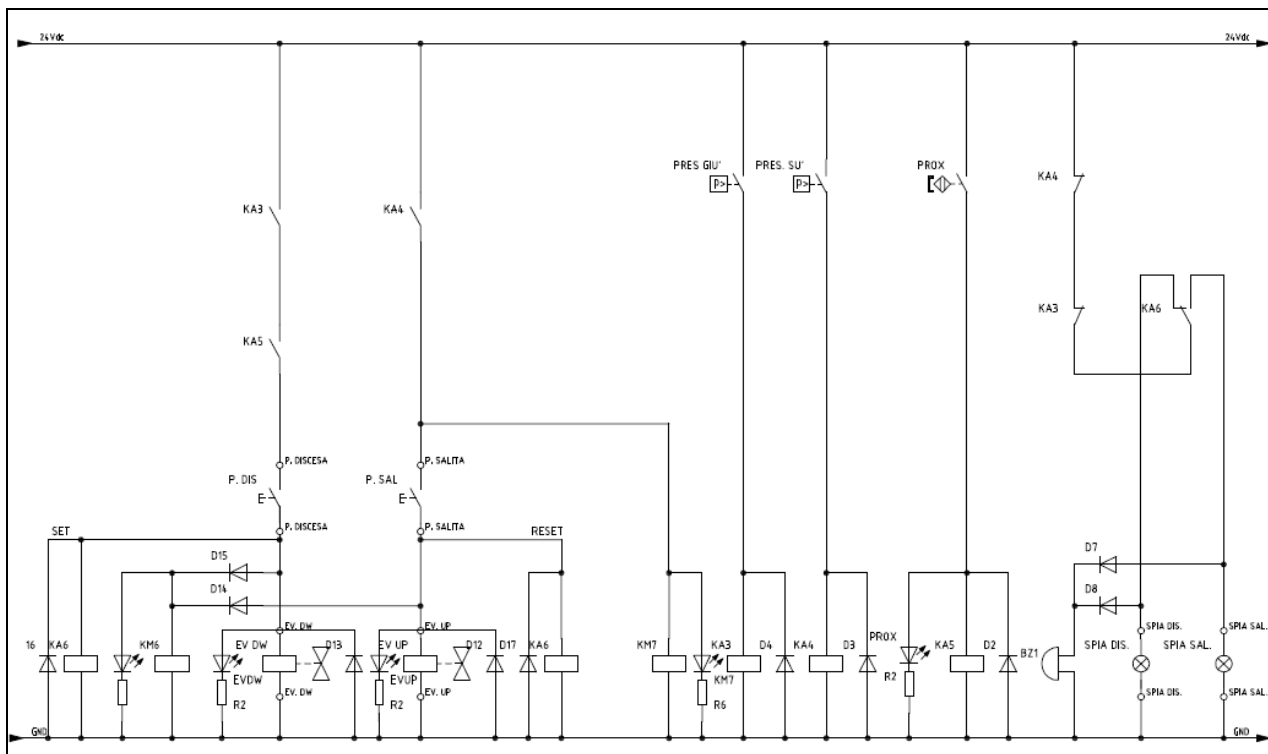 24Vdc 24Vdc
PRES GIU' PRES. SU' PROX
P> P>
KA4
KA3 KA4
KA3 KA6
KA5
P. DISCESA P. SALITA
P. DIS P. SAL
E E
P. DISCESA P. SALITA
SET RESET
D15 D7
D14 D8
EV. DW EV. UP SPIA DIS. SPIA SAL.
16 KA6 KM6 EV DW D13 EV UP D12 D17 KA6 KM7 KA3 D4 KA4 D3 PROX KA5 D2 BZ1 SPIA DIS. SPIA SAL.
EVDW EVUP KM7
R2 R2 R6 R2
EV. DW EV. UP SPIA DIS. SPIA SAL.
GND GND